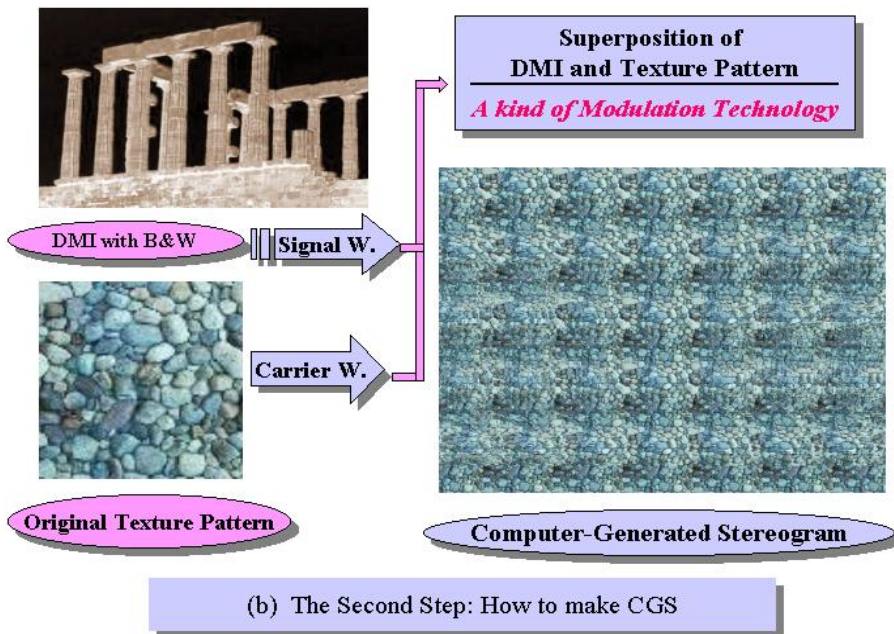 Superposition of
DMI and Texture Pattern
A kind of Modulation Technology
DMI with B&W
Signal W.
Carrier W.
Original Texture Pattern
Computer-Generated Stereogram
(b) The Second Step: How to make CGS